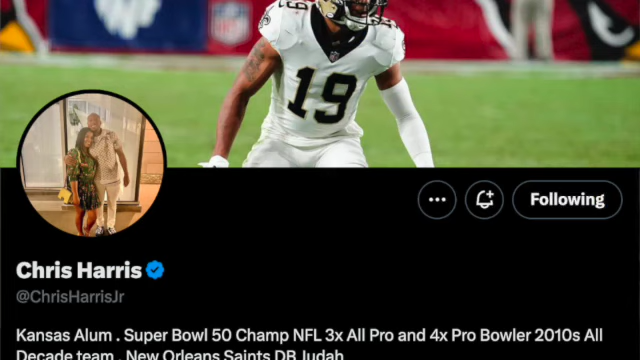 19
19
Following
Chris Harris
@ChrisHarrisJr
Kansas Alum . Super Bowl 50 Champ NFL 3x All Pro and 4x Pro Bowler 2010s All
Decade team . New Orleans Saints DB Judah